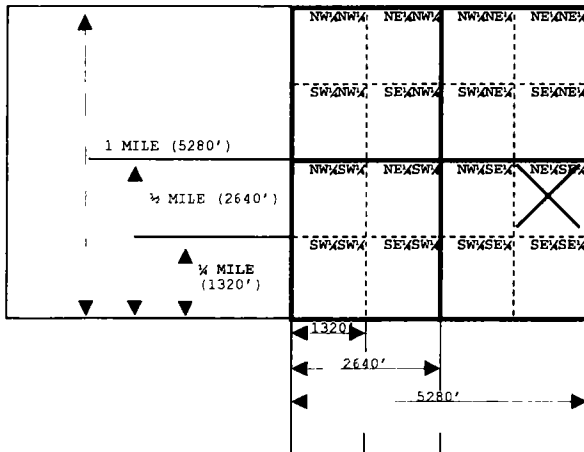 NW¼NW¼ NE¼NW¼ NW¼NE¼ NE¼NE¼
SW¼NW¼ SE¼NW¼ SW¼NE¼ SE¼NE¼
1 MILE (5280')
NW¼SW¼ NE¼SW¼ NW¼SE¼ NE¼SE¼
½ MILE (2640')
SW¼SW¼ SE¼SW¼ SW¼SE¼ SE¼SE¼
¼ MILE
(1320')
1320'
2640'
5280'